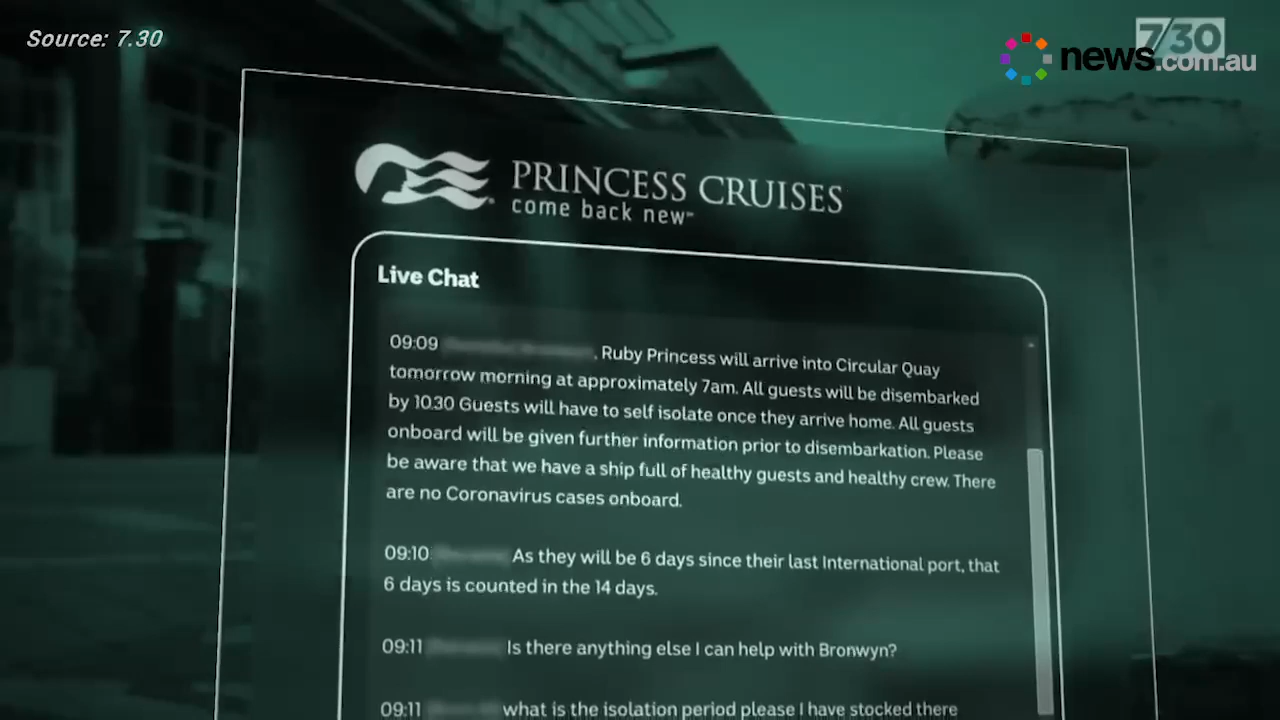 Source: 7.30
7/30
news.com.au
PRINCESS CRUISES
come back new™
Live Chat
09:09 , Ruby Princess will arrive into Circular Quay
tomorrow morning at approximately 7am. All guests will be disembarked
by 10.30 Guests will have to self isolate once they arrive home. All guests
onboard will be given further information prior to disembarkation. Please
be aware that we have a ship full of healthy guests and healthy crew. There
are no Coronavirus cases onboard.
09:10 As they will be 6 days since their last International port, that
6 days is counted in the 14 days.
09:11 Is there anything else I can help with Bronwyn?
09:11 what is the isolation period please I have stocked there